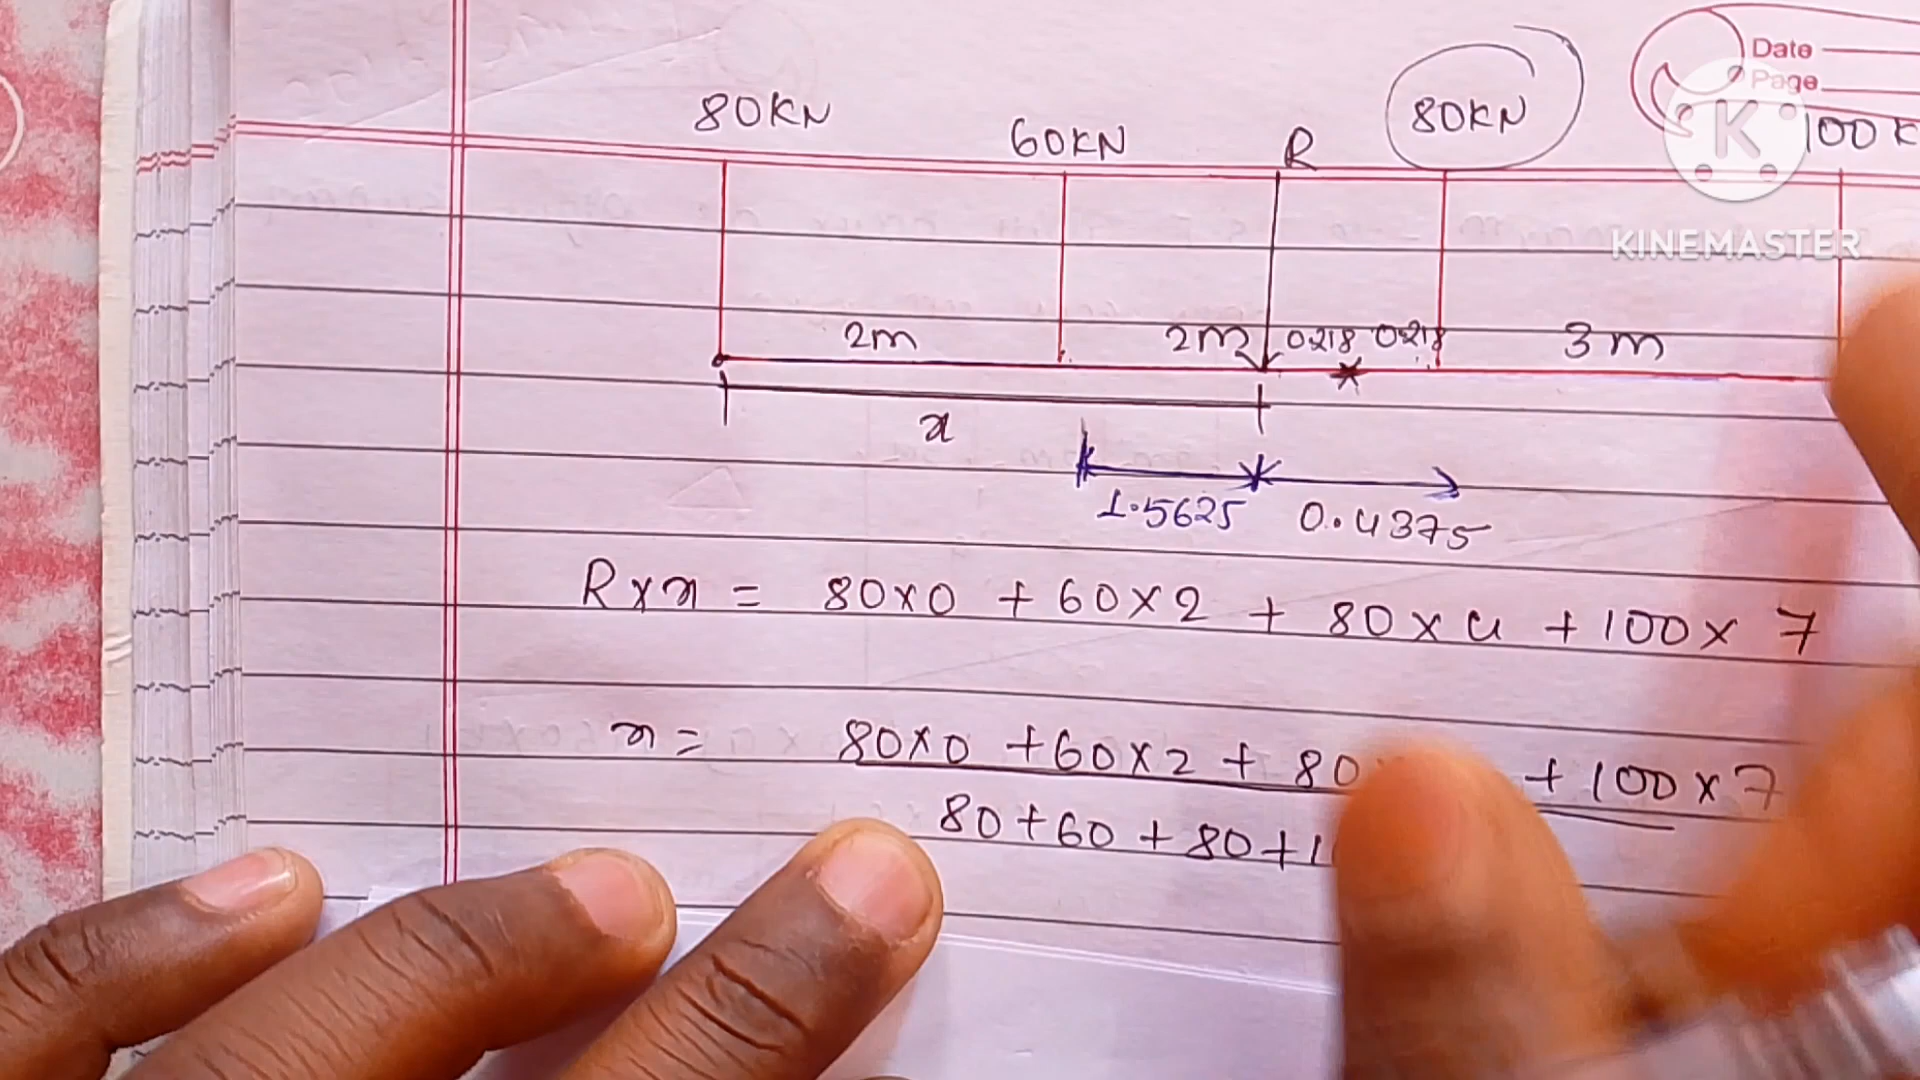 Date
Page
80KN 60KN R 80KN 100 K
KINEMASTER
2m 2m 0.218 0.218 3m
x
1.5625 0.4375
R×x = 80×0 + 60×2 + 80×4 + 100×7
x = 80×0 + 60×2 + 80 + 100×7
80+60+80+1